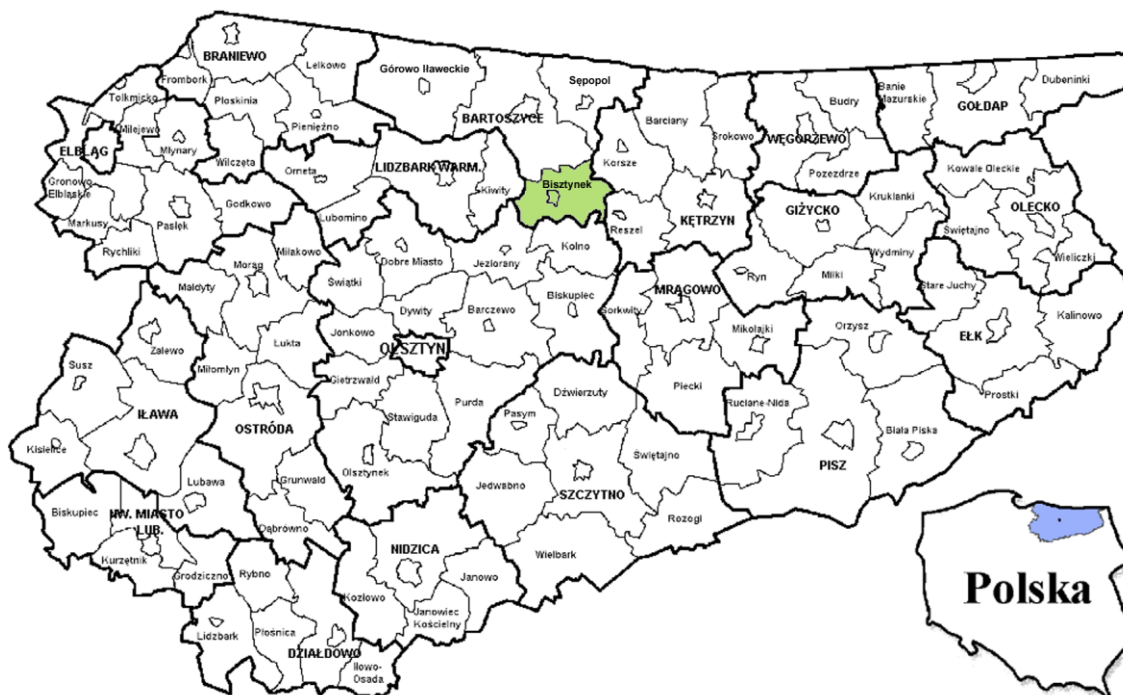 BRANIEWO
Lelkowo
Frombork
Górowo Iławeckie
Sępopol
Banie
Mazurskie
Dubeninki
GOŁDAP
Budry
Tolkmicko
Płoskinia
Pieniężno
BARTOSZYCE
Barciany
Srokowo
WĘGORZEWO
Milejewo
Młynary
ELBLĄG
Wilczęta
Orneta
LIDZBARK WARM.
Kiwity
Korsze
Pozezdrze
Kowale Oleckie
Gronowo
Elbląskie
Godkowo
Bisztynek
Kruklanki
Markusy
Pasłęk
Lubomino
Reszel
KĘTRZYN
GIŻYCKO
OLECKO
Świętajno
Rychliki
Morąg
Miłakowo
Dobre Miasto
Jeziorany
Kolno
Wydminy
Wieliczki
Małdyty
Świątki
Ryn
Miłki
Stare Juchy
Dywity
Barczewo
Biskupiec
Sorkwity
MRĄGOWO
Kalinowo
Zalewo
Łukta
Jonkowo
OLSZTYN
Mikołajki
Orzysz
EŁK
Susz
Miłomłyn
Gietrzwałd
Purda
Dźwierzuty
Piecki
Prostki
IŁAWA
OSTRÓDA
Stawiguda
Pasym
Ruciane-Nida
Biała Piska
Kisielice
Olsztynek
Świętajno
PISZ
Lubawa
Grunwald
Jedwabno
SZCZYTNO
Biskupiec
NW. MIASTO
LUB.
Dąbrówno
Rozogi
Kurzętnik
NIDZICA
Wielbark
Grodziczno
Rybno
Janowo
Kozłowo
Janowiec
Kościelny
Lidzbark
Płośnica
DZIAŁDOWO
Iłowo-
Osada
Polska